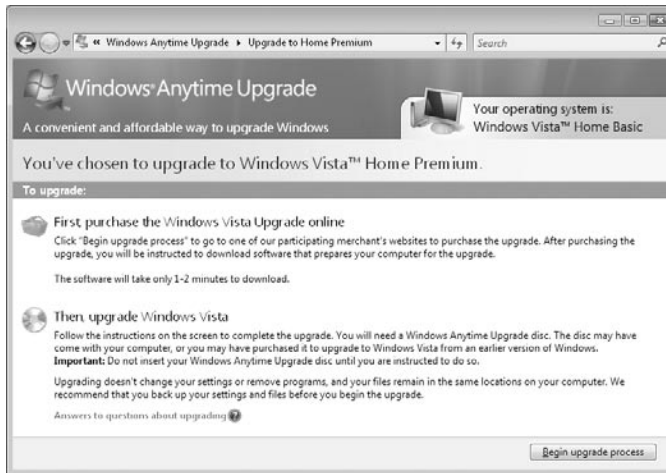 « Windows Anytime Upgrade ▸ Upgrade to Home Premium
Search
Windows® Anytime Upgrade
A convenient and affordable way to upgrade Windows
Your operating system is:
Windows Vista™ Home Basic
You've chosen to upgrade to Windows Vista™ Home Premium.
To upgrade:
First, purchase the Windows Vista Upgrade online
Click "Begin upgrade process" to go to one of our participating merchant's websites to purchase the upgrade. After purchasing the
upgrade, you will be instructed to download software that prepares your computer for the upgrade.
The software will take only 1-2 minutes to download.
Then, upgrade Windows Vista
Follow the instructions on the screen to complete the upgrade. You will need a Windows Anytime Upgrade disc. The disc may have
come with your computer, or you may have purchased it to upgrade to Windows Vista from an earlier version of Windows.
Important: Do not insert your Windows Anytime Upgrade disc until you are instructed to do so.
Upgrading doesn't change your settings or remove programs, and your files remain in the same locations on your computer. We
recommend that you back up your settings and files before you begin the upgrade.
Answers to questions about upgrading
Begin upgrade process